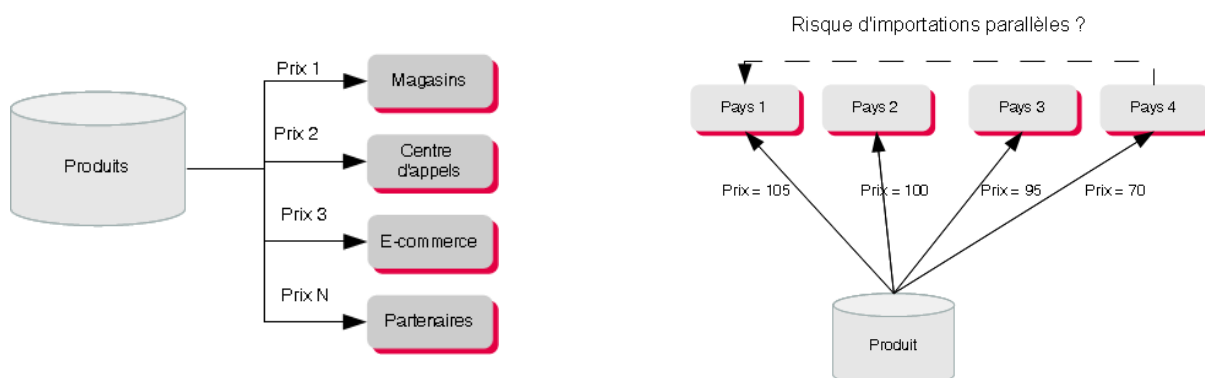 Prix 1
Magasins
Prix 2
Centre
d'appels
Produits
Prix 3
E-commerce
Prix N
Partenaires
Risque d'importations parallèles ?
Pays 1
Pays 2
Pays 3
Pays 4
Prix = 105
Prix = 100
Prix = 95
Prix = 70
Produit